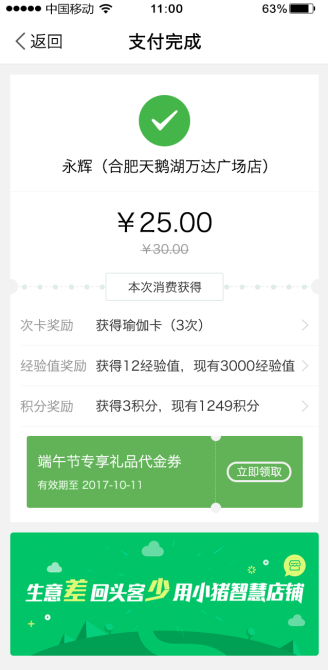 中国移动 11:00 63%
返回 支付完成
永辉（合肥天鹅湖万达广场店）
￥25.00
￥30.00
本次消费获得
次卡奖励 获得瑜伽卡（3次）
经验值奖励 获得12经验值，现有3000经验值
积分奖励 获得3积分，现有1249积分
端午节专享礼品代金券
立即领取
有效期至 2017-10-11
生意差回头客少用小猪智慧店铺